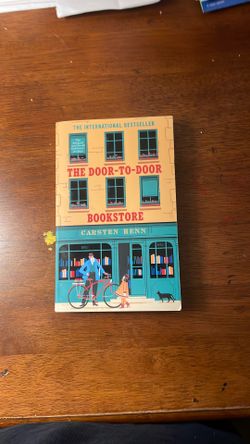 THE INTERNATIONAL BESTSELLER
THE DOOR-TO-DOOR
BOOKSTORE
CARSTEN HENN